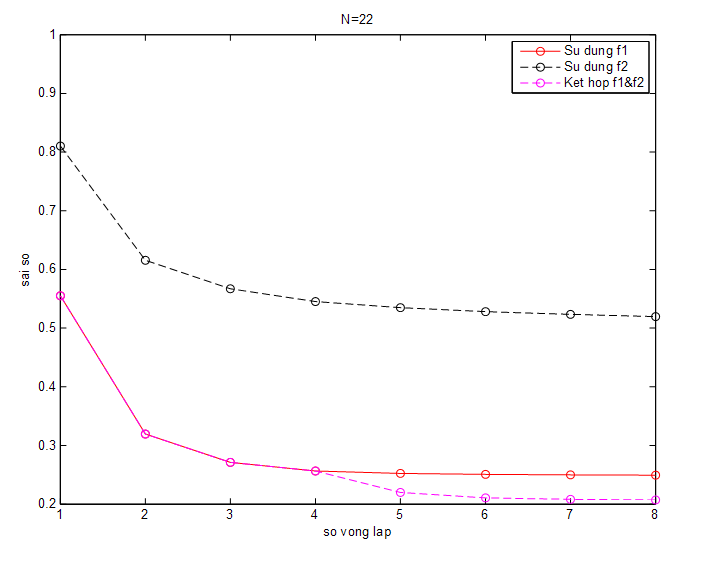 N=22
Su dung f1
Su dung f2
Ket hop f1&f2
1
0.9
0.8
0.7
0.6
0.5
0.4
0.3
0.2
sai so
1 2 3 4 5 6 7 8
so vong lap